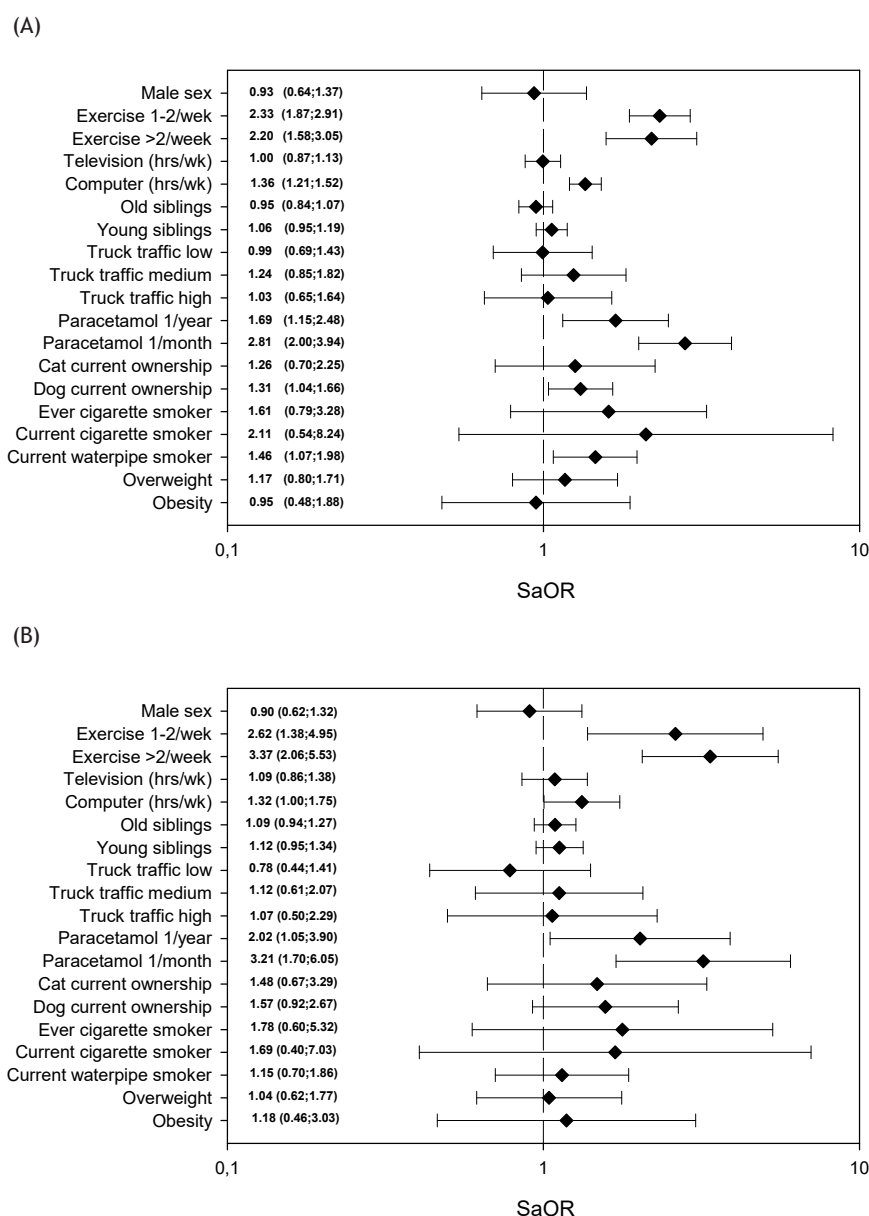 (A)
Male sex 0.93 (0.64;1.37)
Exercise 1-2/wek 2.33 (1.87;2.91)
Exercise >2/week 2.20 (1.58;3.05)
Television (hrs/wk) 1.00 (0.87;1.13)
Computer (hrs/wk) 1.36 (1.21;1.52)
Old siblings 0.95 (0.84;1.07)
Young siblings 1.06 (0.95;1.19)
Truck traffic low 0.99 (0.69;1.43)
Truck traffic medium 1.24 (0.85;1.82)
Truck traffic high 1.03 (0.65;1.64)
Paracetamol 1/year 1.69 (1.15;2.48)
Paracetamol 1/month 2.81 (2.00;3.94)
Cat current ownership 1.26 (0.70;2.25)
Dog current ownership 1.31 (1.04;1.66)
Ever cigarette smoker 1.61 (0.79;3.28)
Current cigarette smoker 2.11 (0.54;8.24)
Current waterpipe smoker 1.46 (1.07;1.98)
Overweight 1.17 (0.80;1.71)
Obesity 0.95 (0.48;1.88)
0,1 1 10
SaOR
(B)
Male sex 0.90 (0.62;1.32)
Exercise 1-2/wek 2.62 (1.38;4.95)
Exercise >2/week 3.37 (2.06;5.53)
Television (hrs/wk) 1.09 (0.86;1.38)
Computer (hrs/wk) 1.32 (1.00;1.75)
Old siblings 1.09 (0.94;1.27)
Young siblings 1.12 (0.95;1.34)
Truck traffic low 0.78 (0.44;1.41)
Truck traffic medium 1.12 (0.61;2.07)
Truck traffic high 1.07 (0.50;2.29)
Paracetamol 1/year 2.02 (1.05;3.90)
Paracetamol 1/month 3.21 (1.70;6.05)
Cat current ownership 1.48 (0.67;3.29)
Dog current ownership 1.57 (0.92;2.67)
Ever cigarette smoker 1.78 (0.60;5.32)
Current cigarette smoker 1.69 (0.40;7.03)
Current waterpipe smoker 1.15 (0.70;1.86)
Overweight 1.04 (0.62;1.77)
Obesity 1.18 (0.46;3.03)
0,1 1 10
SaOR